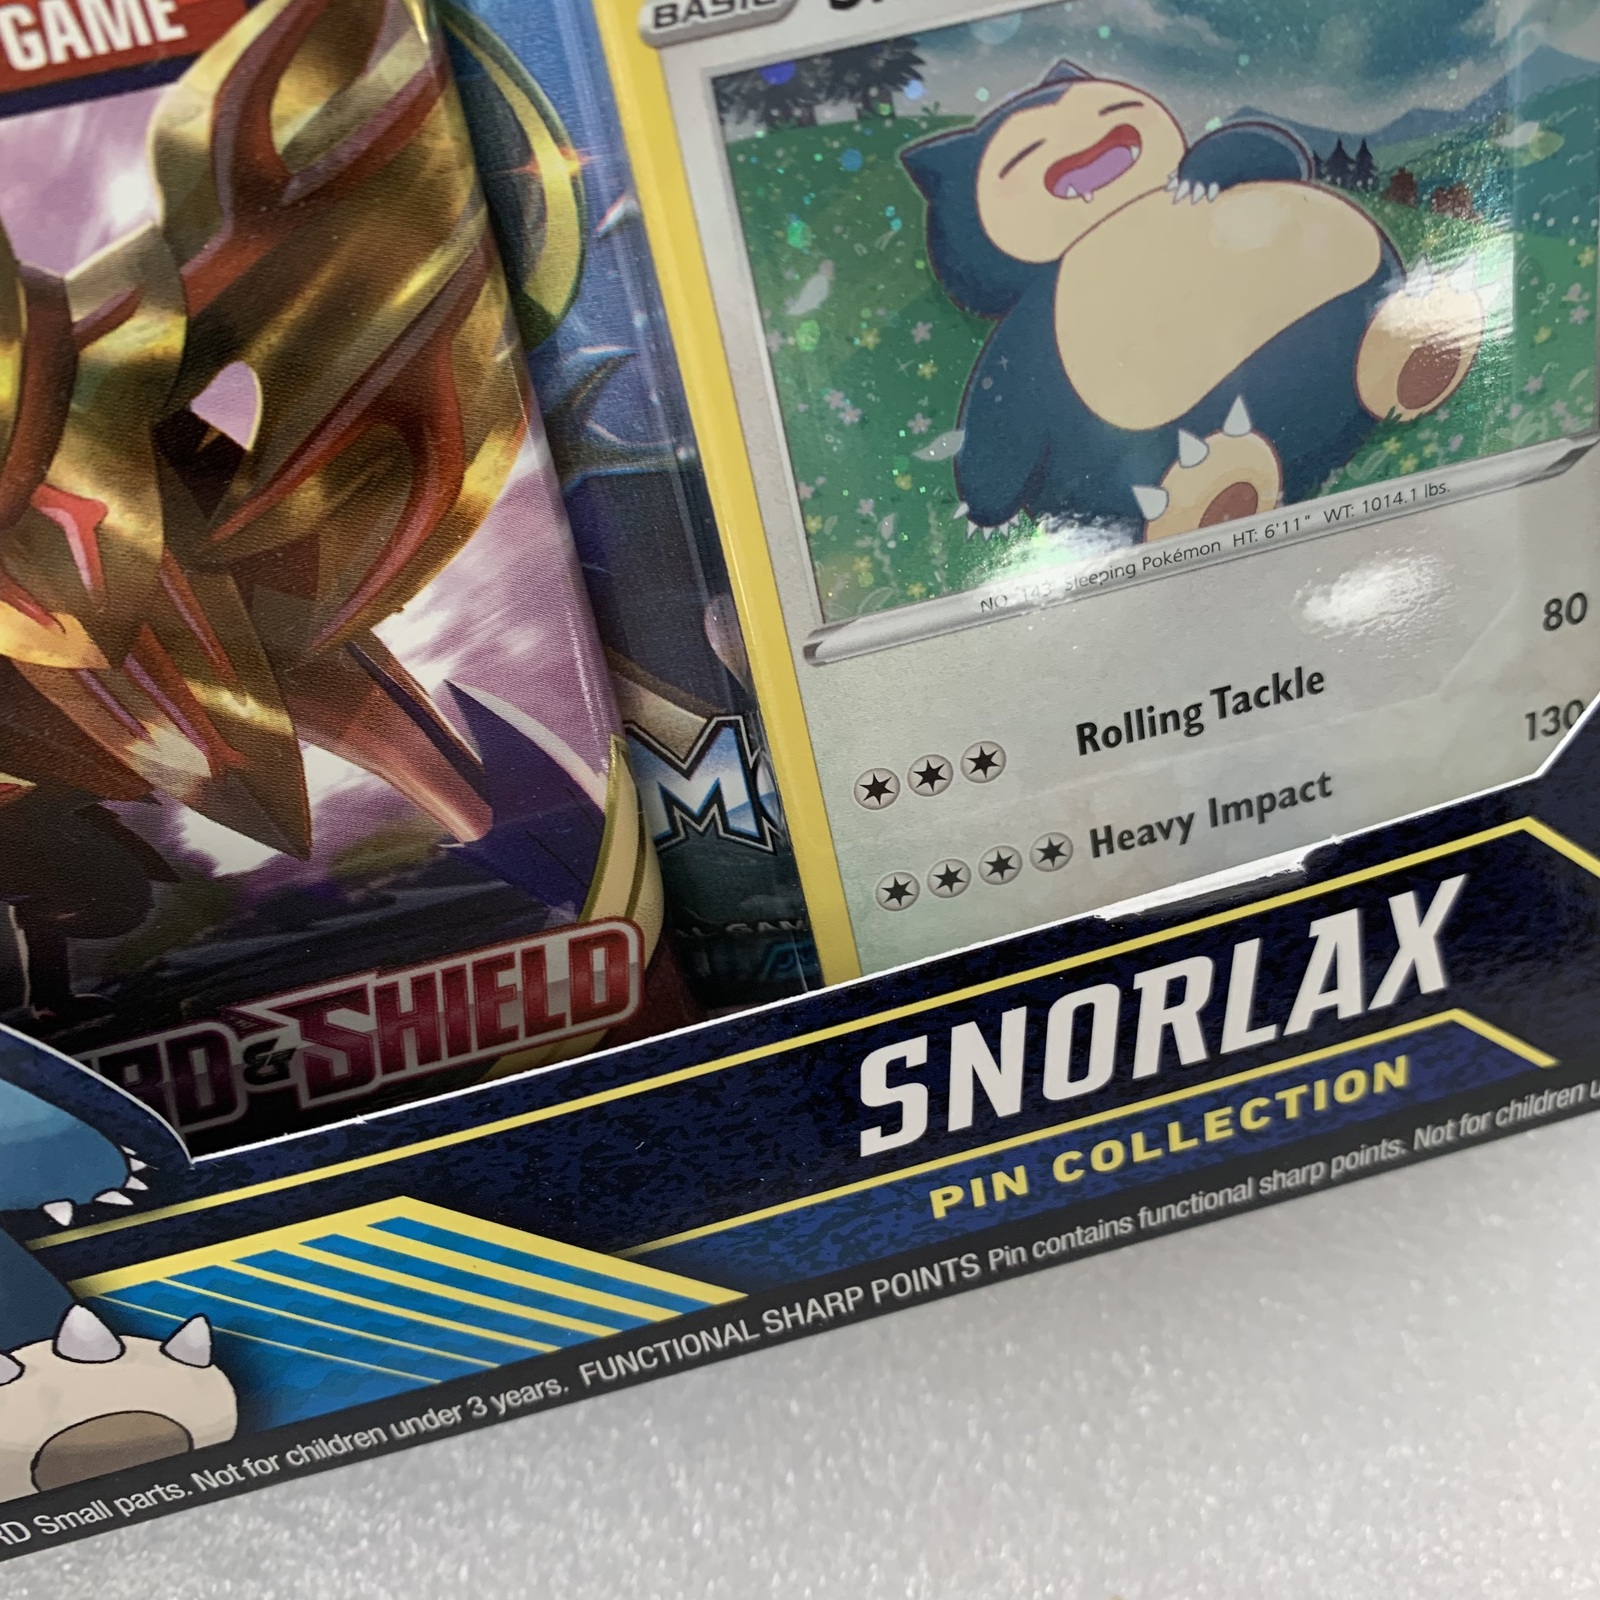 GAME
BASIC
NO. 143 Sleeping Pokémon HT: 6'11" WT: 1014.1 lbs.
Rolling Tackle 80
Heavy Impact 130
SHIELD
SNORLAX
PIN COLLECTION
Small parts. Not for children under 3 years. FUNCTIONAL SHARP POINTS Pin contains functional sharp points. Not for children